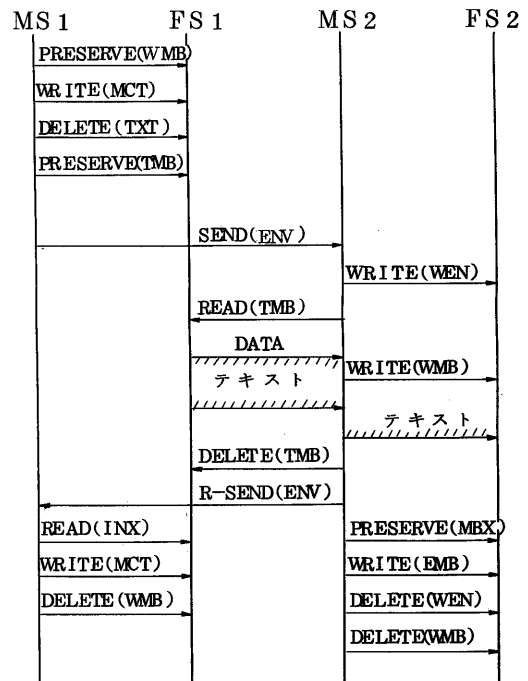 MS1 FS1 MS2 FS2
PRESERVE(WMB)
WRITE(MCT)
DELETE(TXT)
PRESERVE(TMB)
SEND(ENV)
WRITE(WEN)
READ(TMB)
DATA
WRITE(WMB)
テキスト
テキスト
DELETE(TMB)
R-SEND(ENV)
READ(INX) PRESERVE(MBX)
WRITE(MCT) WRITE(EMB)
DELETE(WMB) DELETE(WEN)
DELETE(WMB)